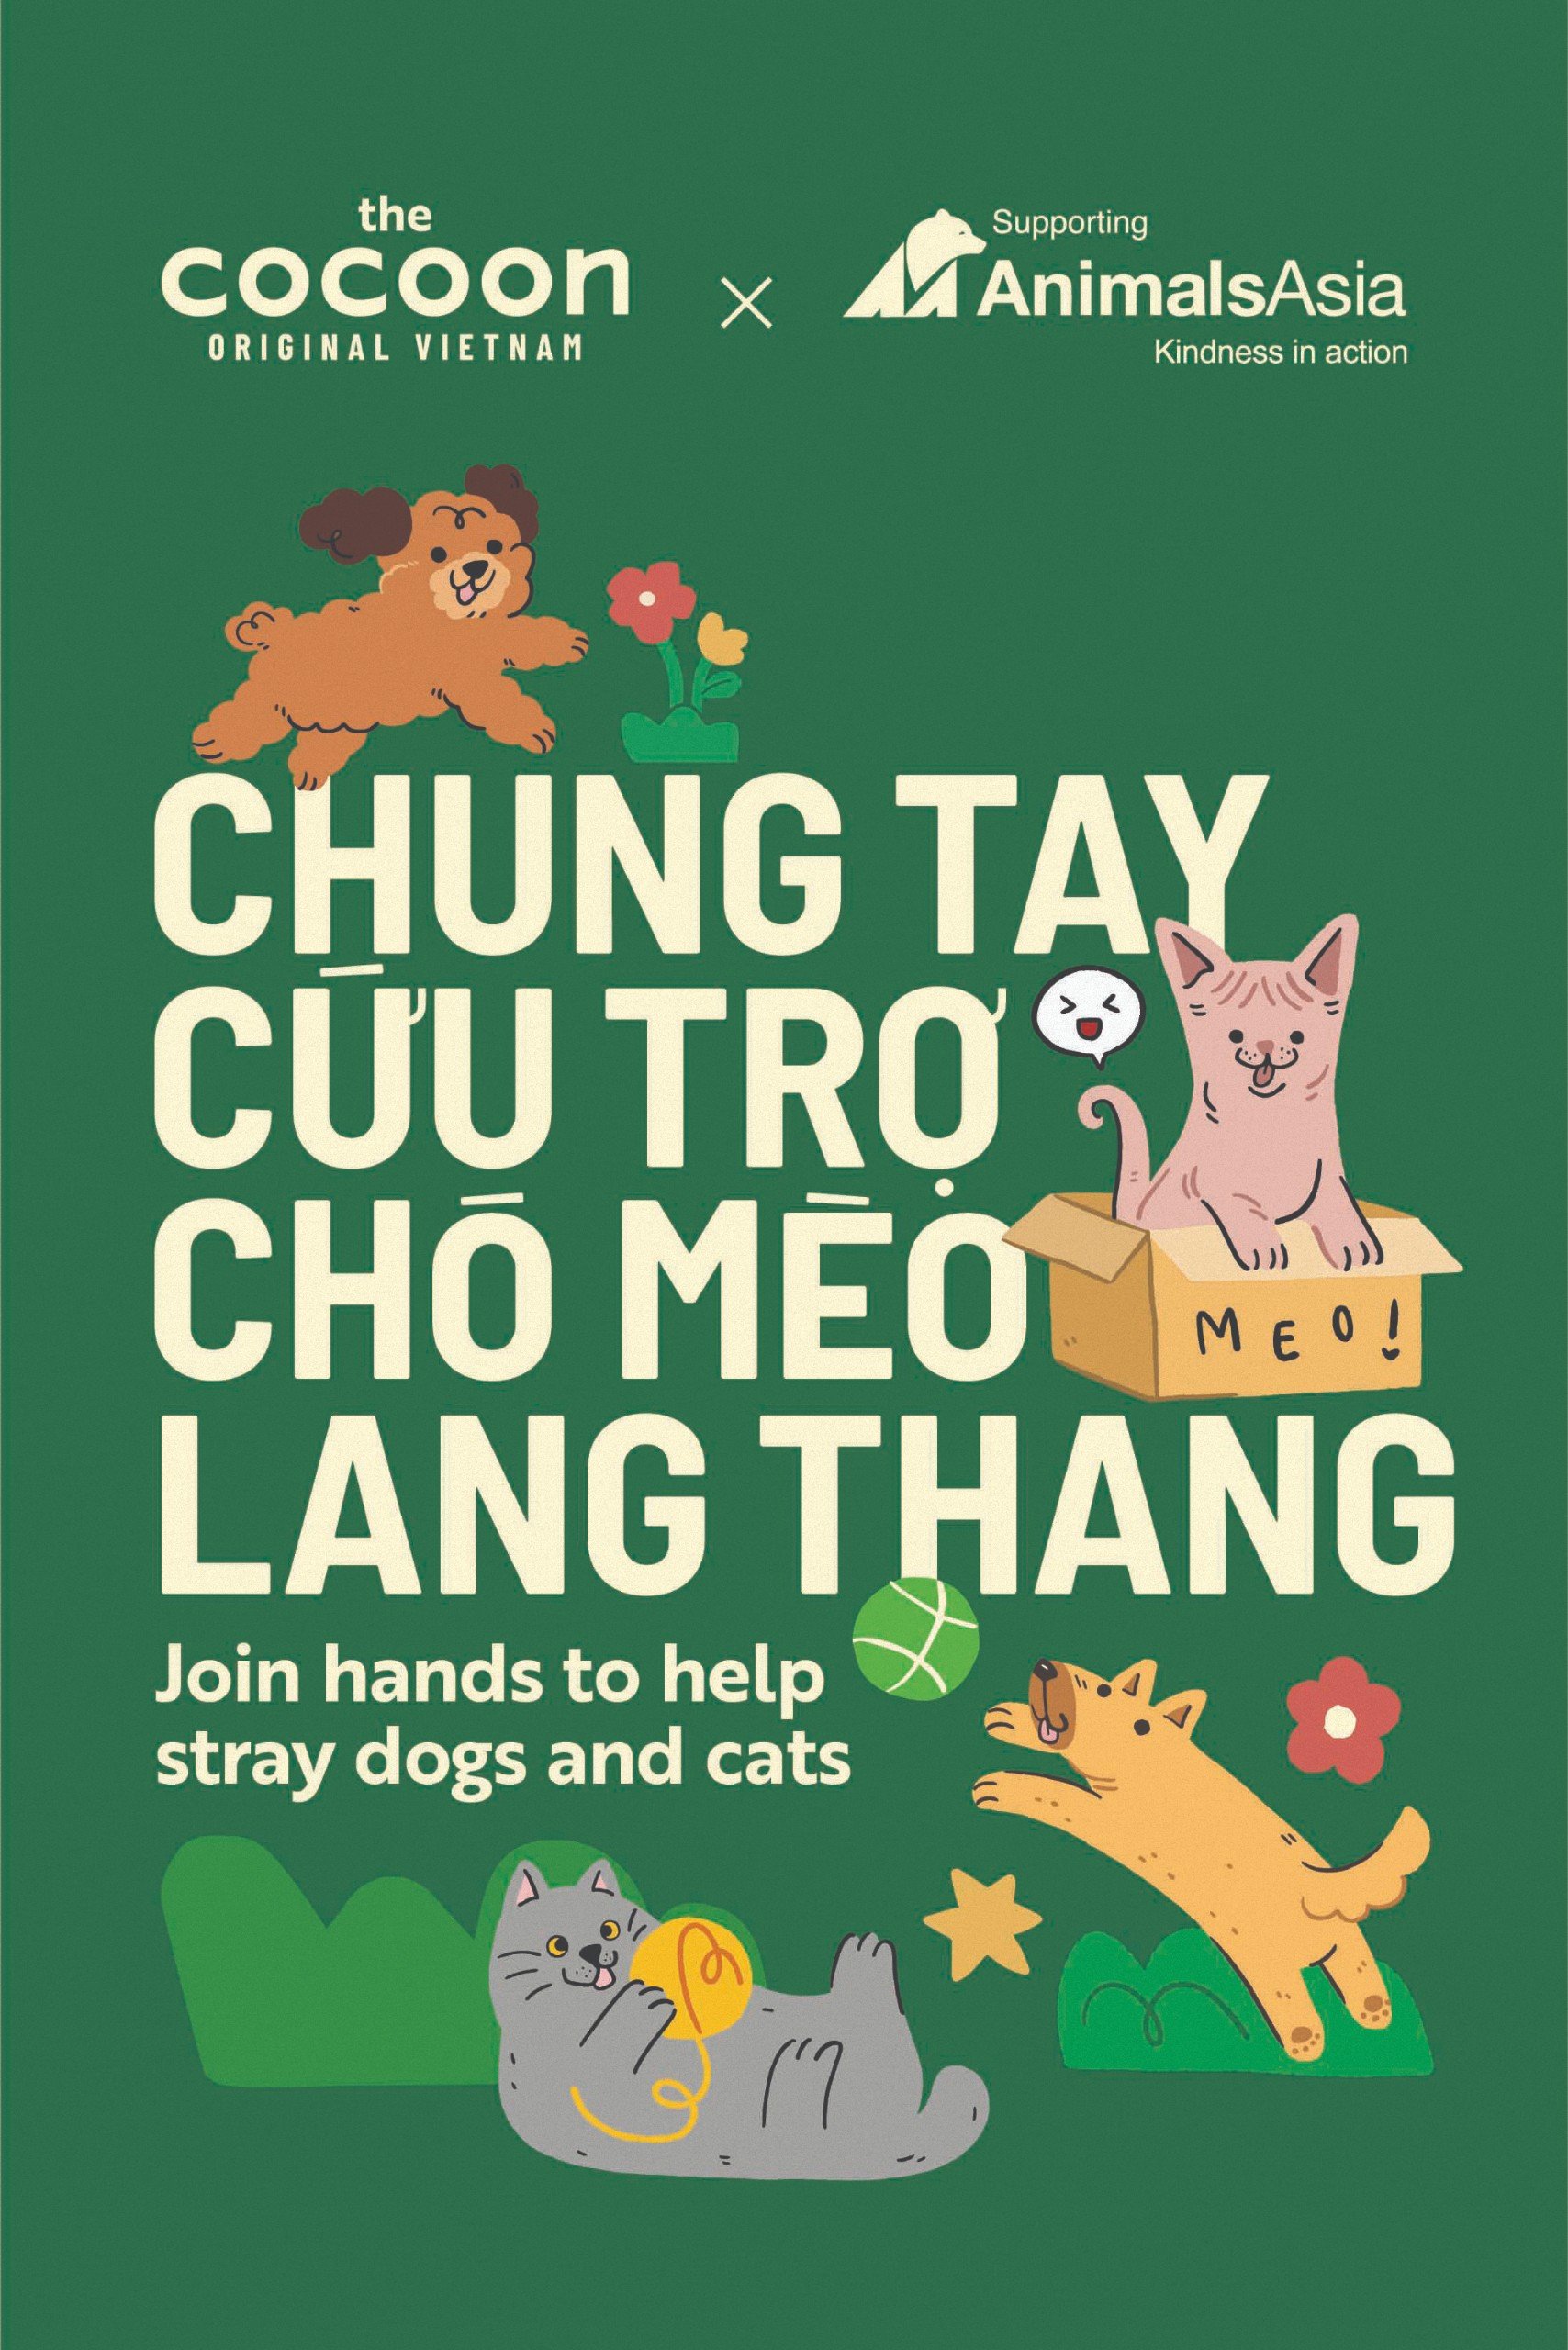 the
cocoon
ORIGINAL VIETNAM
×
Supporting
AnimalsAsia
Kindness in action
CHUNG TAY
CỨU TRỢ
CHÓ MÈO
LANG THANG
MEO!
Join hands to help
stray dogs and cats